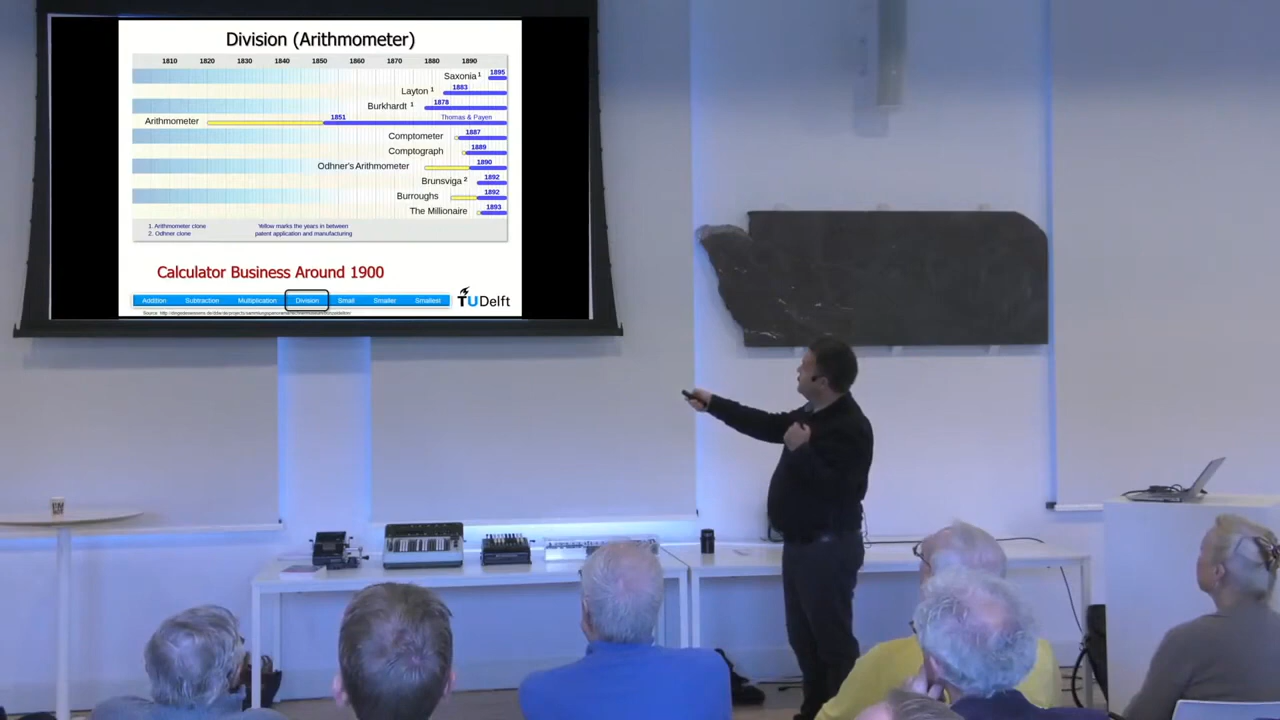 Division (Arithmometer)
1810 1820 1830 1840 1850 1860 1870 1880 1890
Saxonia 1 1895
Layton 1 1883
Burkhardt 1 1878
Arithmometer 1851 Thomas & Payen
Comptometer 1887
Comptograph 1889
Odhner's Arithmometer 1890
Brunsviga 2 1892
Burroughs 1892
The Millionaire 1893
1. Arithmometer clone
2. Odhner clone
Yellow marks the years in between
patent application and manufacturing
Calculator Business Around 1900
Addition Subtraction Multiplication Division Small Smaller Smallest
TUDelft